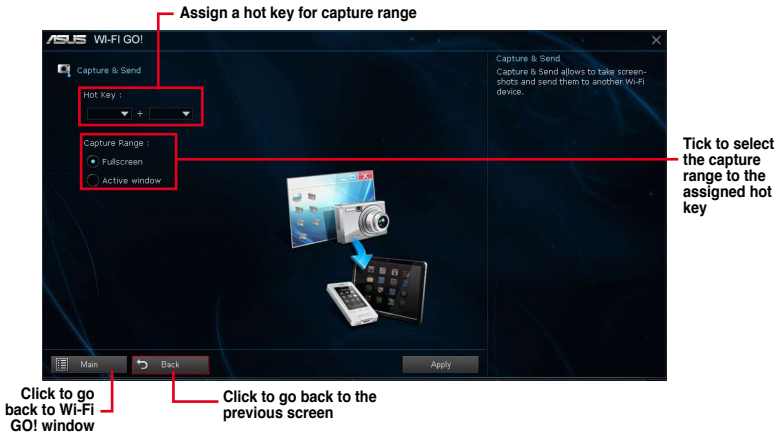 Assign a hot key for capture range
ASUS WI-FI GO!
Capture & Send
Hot Key :
+
Capture Range :
Fullscreen
Active window
Capture & Send
Capture & Send allows to take screen-
shots and send them to another Wi-Fi
device.
Tick to select
the capture
range to the
assigned hot
key
Main
Back
Apply
Click to go
back to Wi-Fi
GO! window
Click to go back to the
previous screen